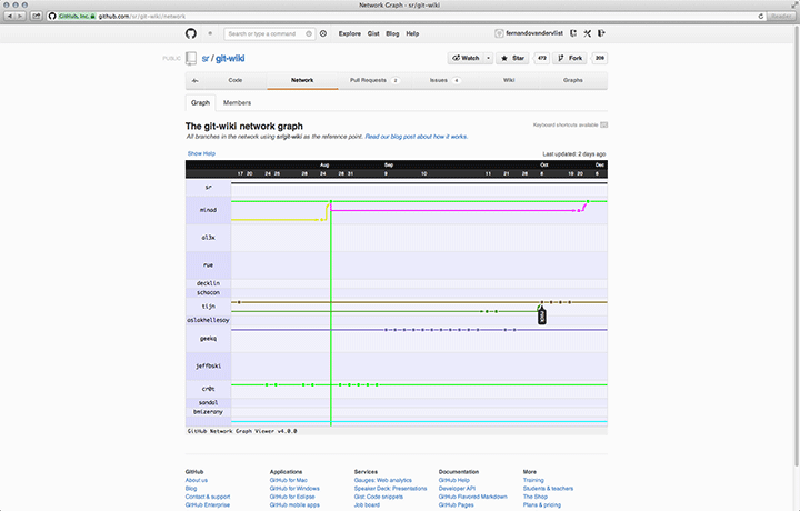 Network Graph - sr/git-wiki
GitHub, Inc. github.com/sr/git-wiki/network
Reader
Search or type a command
Explore Gist Blog Help
fernandovandervlist
PUBLIC sr / git-wiki
Watch Star 472 Fork
Code Network Pull Requests 2 Issues 4 Wiki Graphs
Graph Members
The git-wiki network graph
Keyboard shortcuts available
All branches in the network using sr/git-wiki as the reference point. Read our blog post about how it works.
Show Help
Last updated: 2 days ago
Aug Sep Oct Dec
17 20 24 25 28 26 28 31 9 10 11 21 28 8 19 20 9
sr
minad
al3x
rue
decklin
schacon
tijn
aslakhellesoy
geekq
jeffbski
cr0t
sandal
GitHub Network Graph Viewer v4.0.0
GitHub Applications Services Documentation More
About us GitHub for Mac Gauges: Web analytics GitHub Help Training
Blog GitHub for Windows Speaker Deck: Presentations Developer API Students & teachers
Contact & support GitHub for Eclipse Gist: Code snippets GitHub Flavored Markdown The Shop
GitHub Enterprise GitHub mobile apps Job board GitHub Pages Plans & pricing